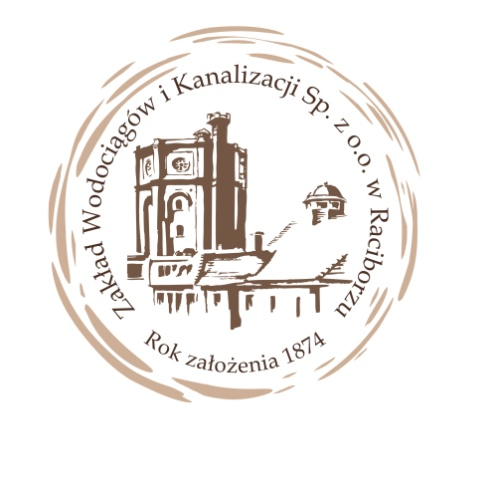 Zakład Wodociągów i Kanalizacji Sp. z o.o. w Raciborzu
Rok założenia 1874